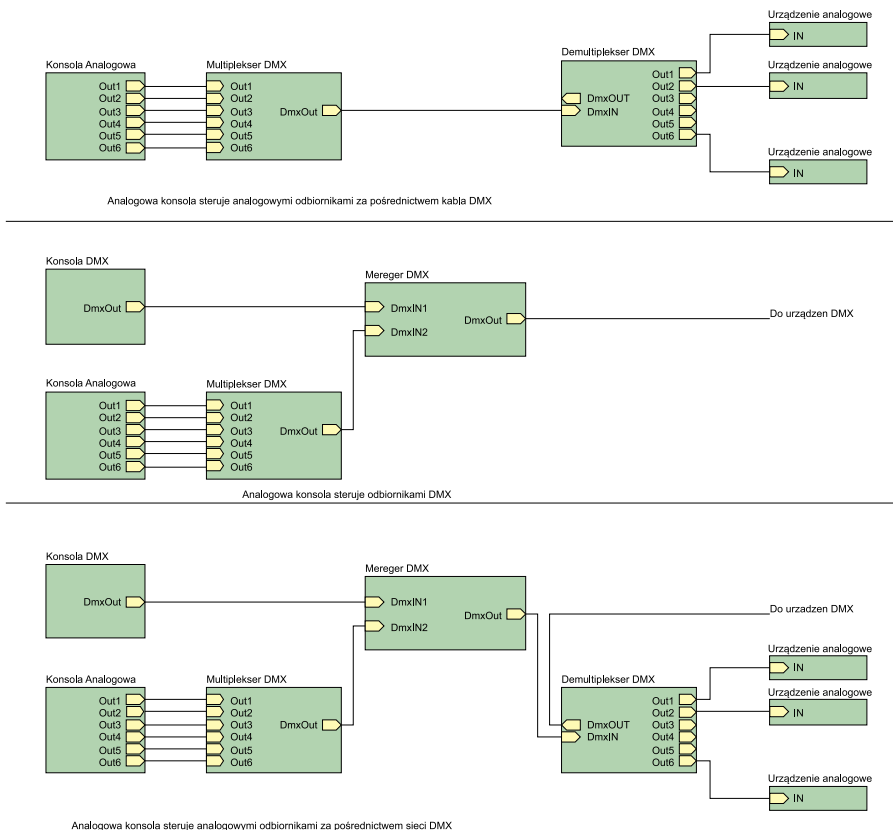 Urządzenie analogowe
IN
Konsola Analogowa
Multiplekser DMX
Demultiplekser DMX
Urządzenie analogowe
IN
Out1
Out2
Out3
Out4
Out5
Out6
Out1
Out2
Out3
Out4
Out5
Out6
DmxOut
DmxOUT
DmxIN
Out1
Out2
Out3
Out4
Out5
Out6
Urządzenie analogowe
IN
Analogowa konsola steruje analogowymi odbiornikami za pośrednictwem kabla DMX
Konsola DMX
DmxOut
Mereger DMX
DmxIN1
DmxIN2
DmxOut
Do urządzen DMX
Konsola Analogowa
Out1
Out2
Out3
Out4
Out5
Out6
Multiplekser DMX
Out1
Out2
Out3
Out4
Out5
Out6
DmxOut
Analogowa konsola steruje odbiornikami DMX
Konsola DMX
DmxOut
Mereger DMX
DmxIN1
DmxIN2
DmxOut
Do urzadzen DMX
Konsola Analogowa
Out1
Out2
Out3
Out4
Out5
Out6
Multiplekser DMX
Out1
Out2
Out3
Out4
Out5
Out6
DmxOut
Demultiplekser DMX
DmxOUT
DmxIN
Out1
Out2
Out3
Out4
Out5
Out6
Urządzenie analogowe
IN
Urządzenie analogowe
IN
Urządzenie analogowe
IN
Analogowa konsola steruje analogowymi odbiornikami za pośrednictwem sieci DMX